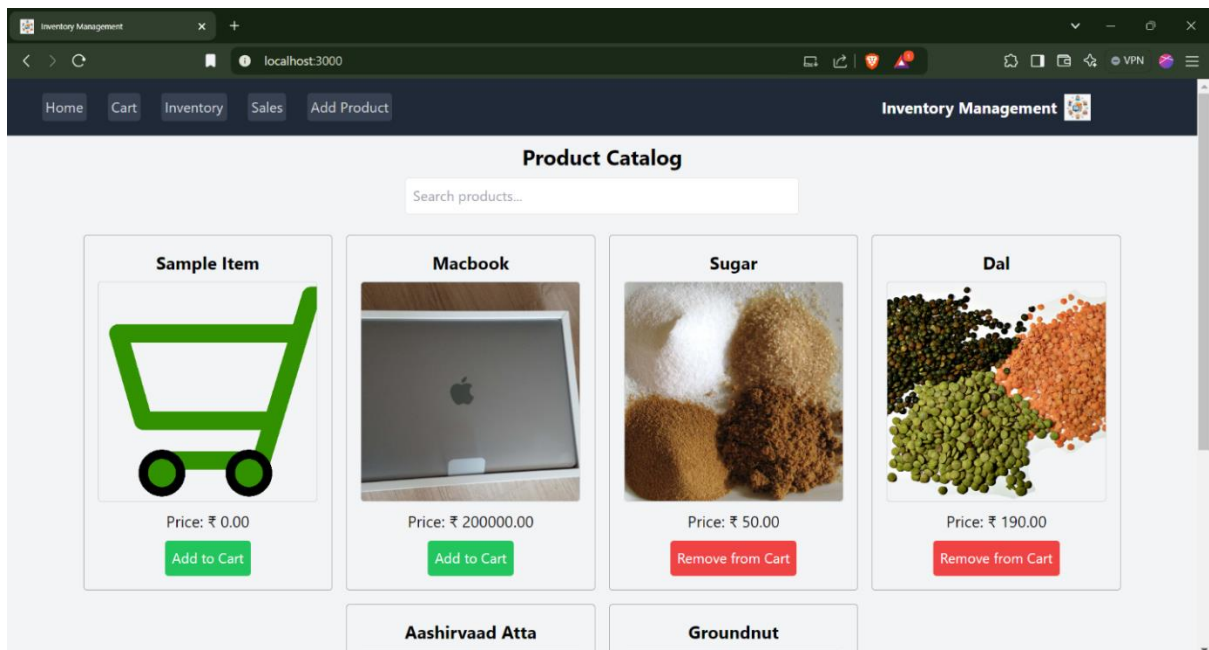 Inventory Management
localhost:3000
VPN
Home Cart Inventory Sales Add Product Inventory Management
Product Catalog
Search products...
Sample Item Macbook Sugar Dal
Price: ₹ 0.00 Price: ₹ 200000.00 Price: ₹ 50.00 Price: ₹ 190.00
Add to Cart Add to Cart Remove from Cart Remove from Cart
Aashirvaad Atta Groundnut